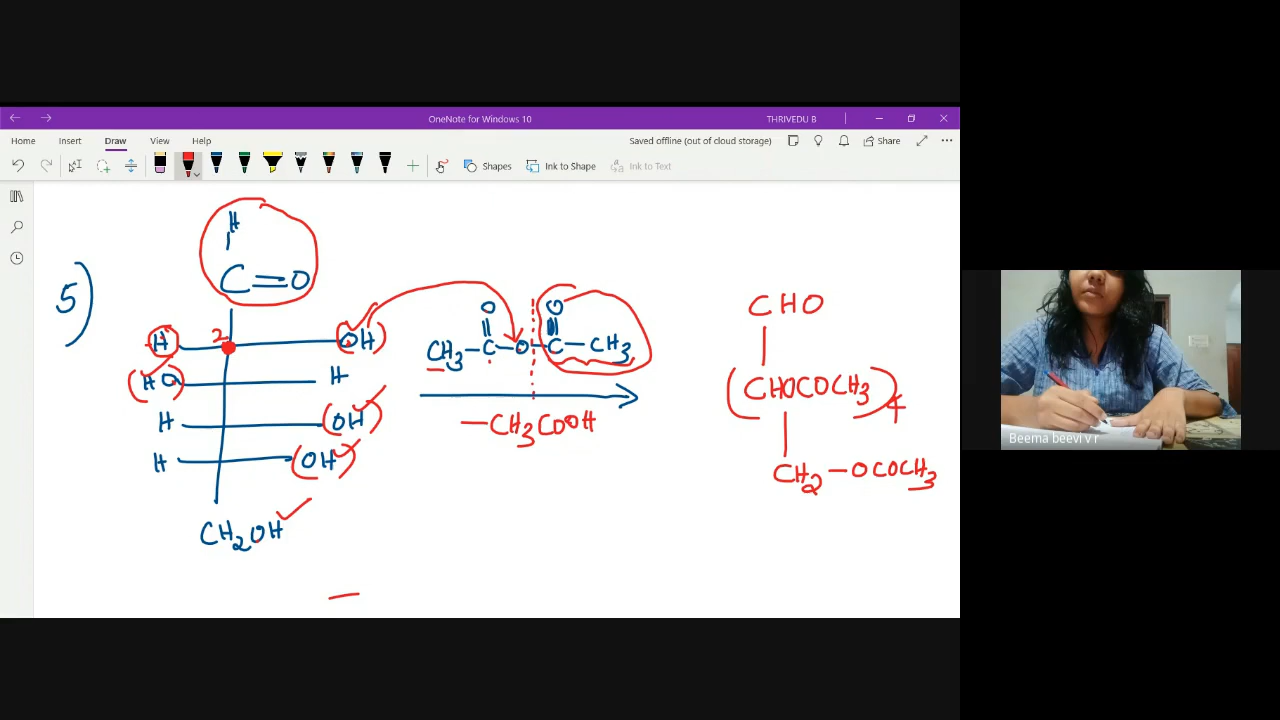 OneNote for Windows 10
THRIVEDU B
Home Insert Draw View Help
Saved offline (out of cloud storage)
Share
Shapes
Ink to Shape
Ink to Text
5)
H
C=O
H 2 OH
HO H
H OH
H OH
CH2OH
O O
CH3-C-O-C-CH3
-CH3COOH
CHO
(CHOCOCH3)4
CH2-OCOCH3
Beema beevi v r